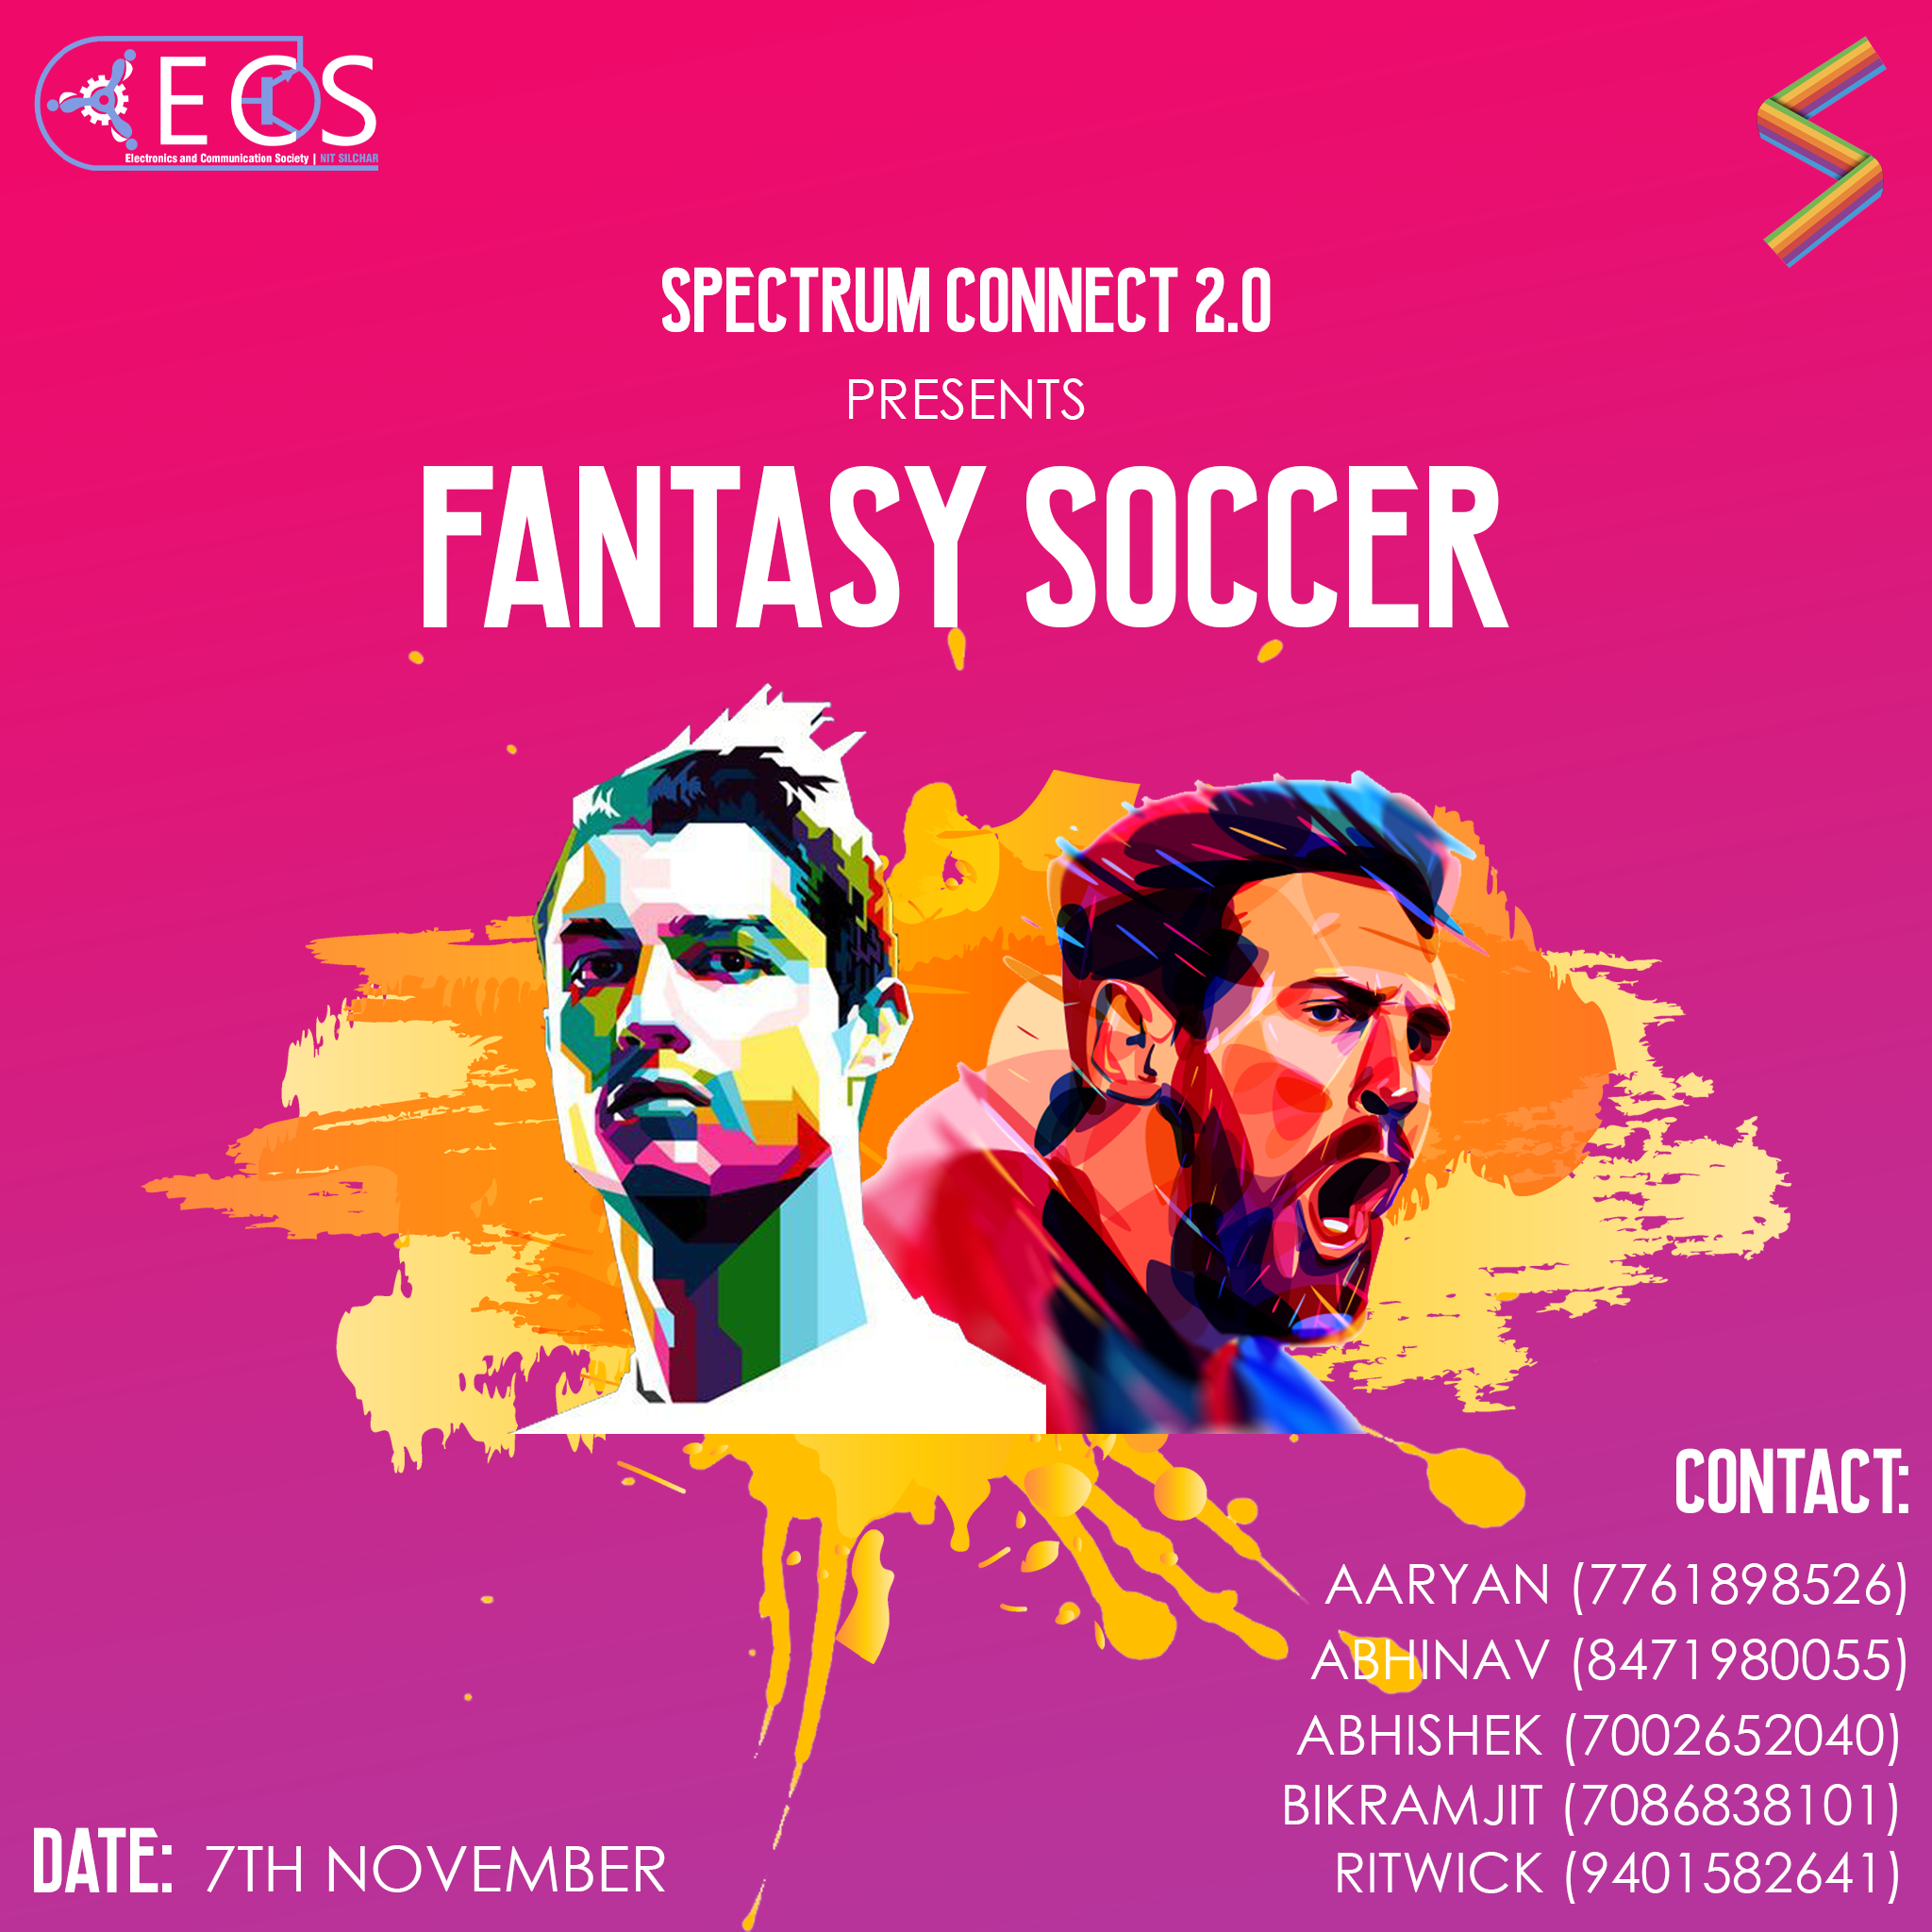 ECS
Electronics and Communication Society | NIT SILCHAR
SPECTRUM CONNECT 2.0
PRESENTS
FANTASY SOCCER
CONTACT:
AARYAN (7761898526)
ABHINAV (8471980055)
ABHISHEK (7002652040)
BIKRAMJIT (7086838101)
RITWICK (9401582641)
DATE: 7TH NOVEMBER